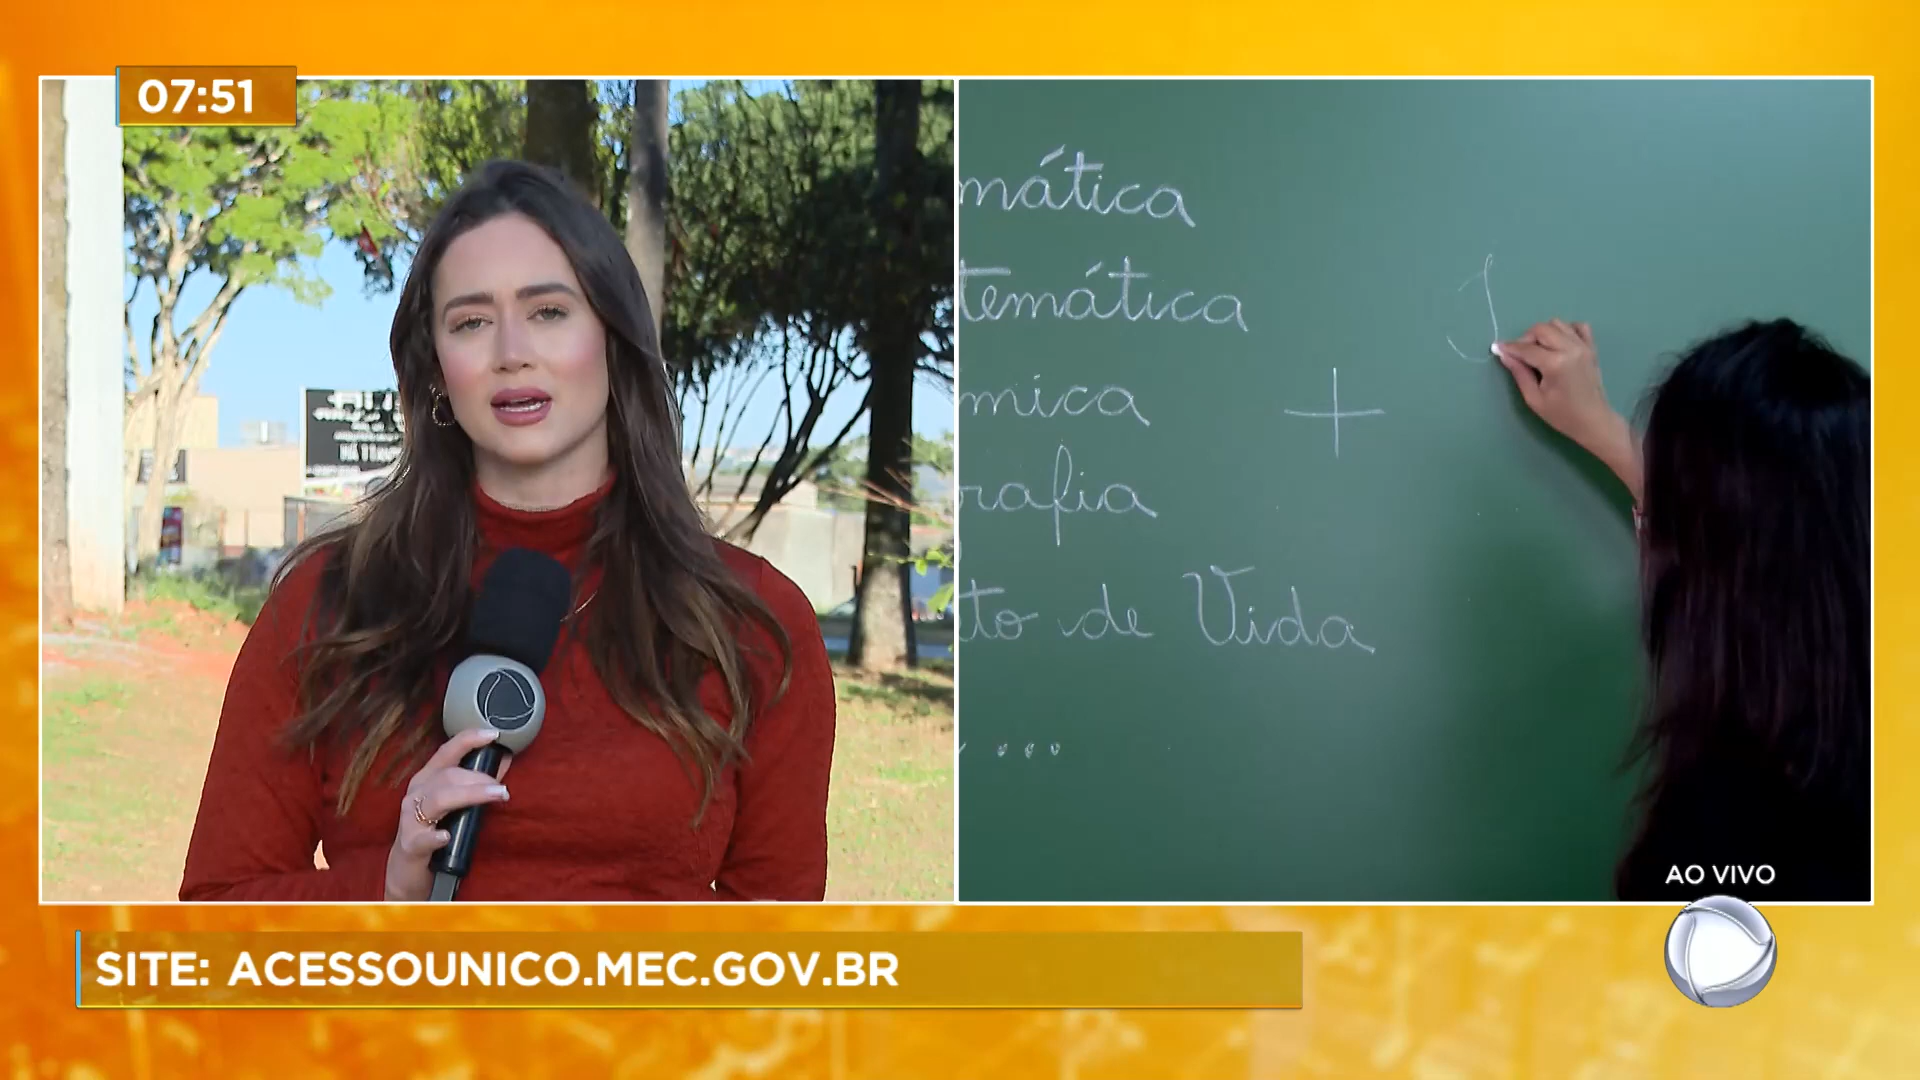 07:51
mática
temática
mica
rafia
to de Vida
...
AO VIVO
SITE: ACESSOUNICO.MEC.GOV.BR